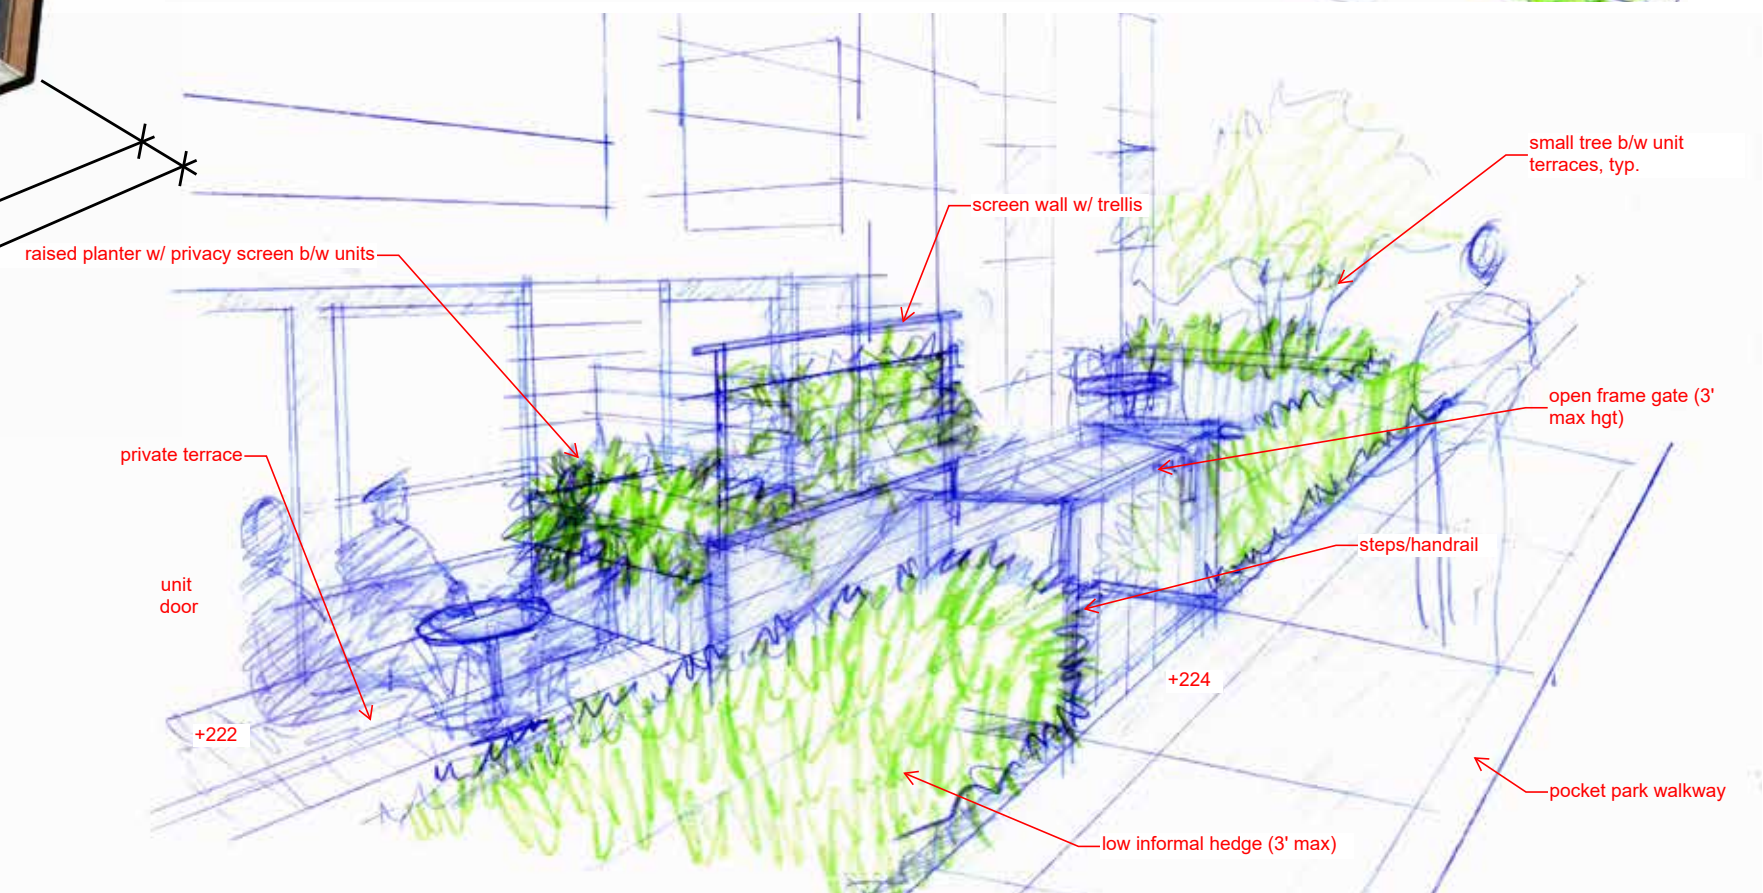 small tree b/w unit
terraces, typ.
screen wall w/ trellis
raised planter w/ privacy screen b/w units
open frame gate (3'
max hgt)
private terrace
steps/handrail
unit
door
+224
+222
pocket park walkway
low informal hedge (3' max)